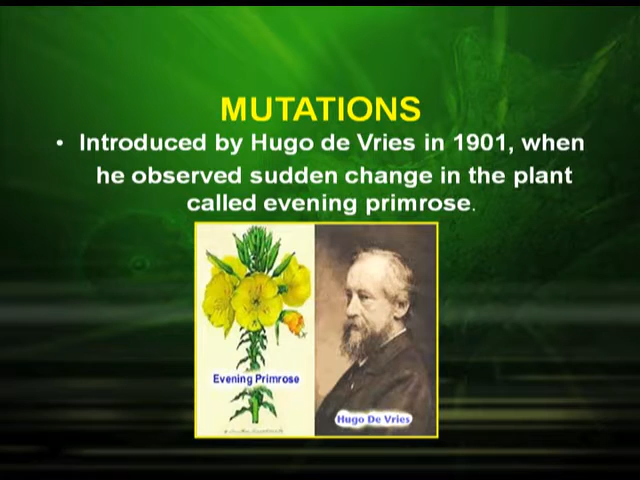 MUTATIONS
• Introduced by Hugo de Vries in 1901, when
he observed sudden change in the plant
called evening primrose.
Evening Primrose
Hugo De Vries